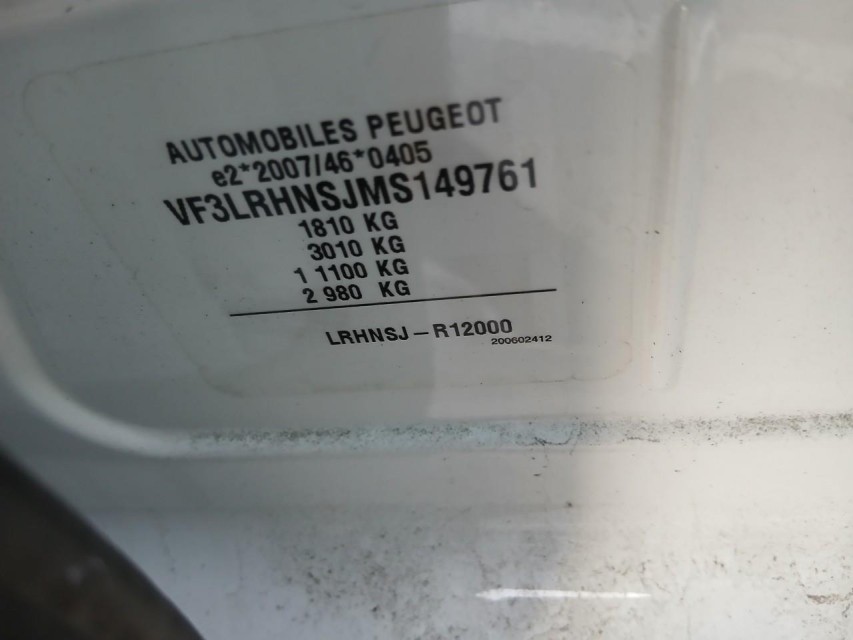 AUTOMOBILES PEUGEOT
e2*2007/46*0405
VF3LRHNSJMS149761
1810 KG
3010 KG
1 1100 KG
2 980 KG
LRHNSJ-R12000
200602412